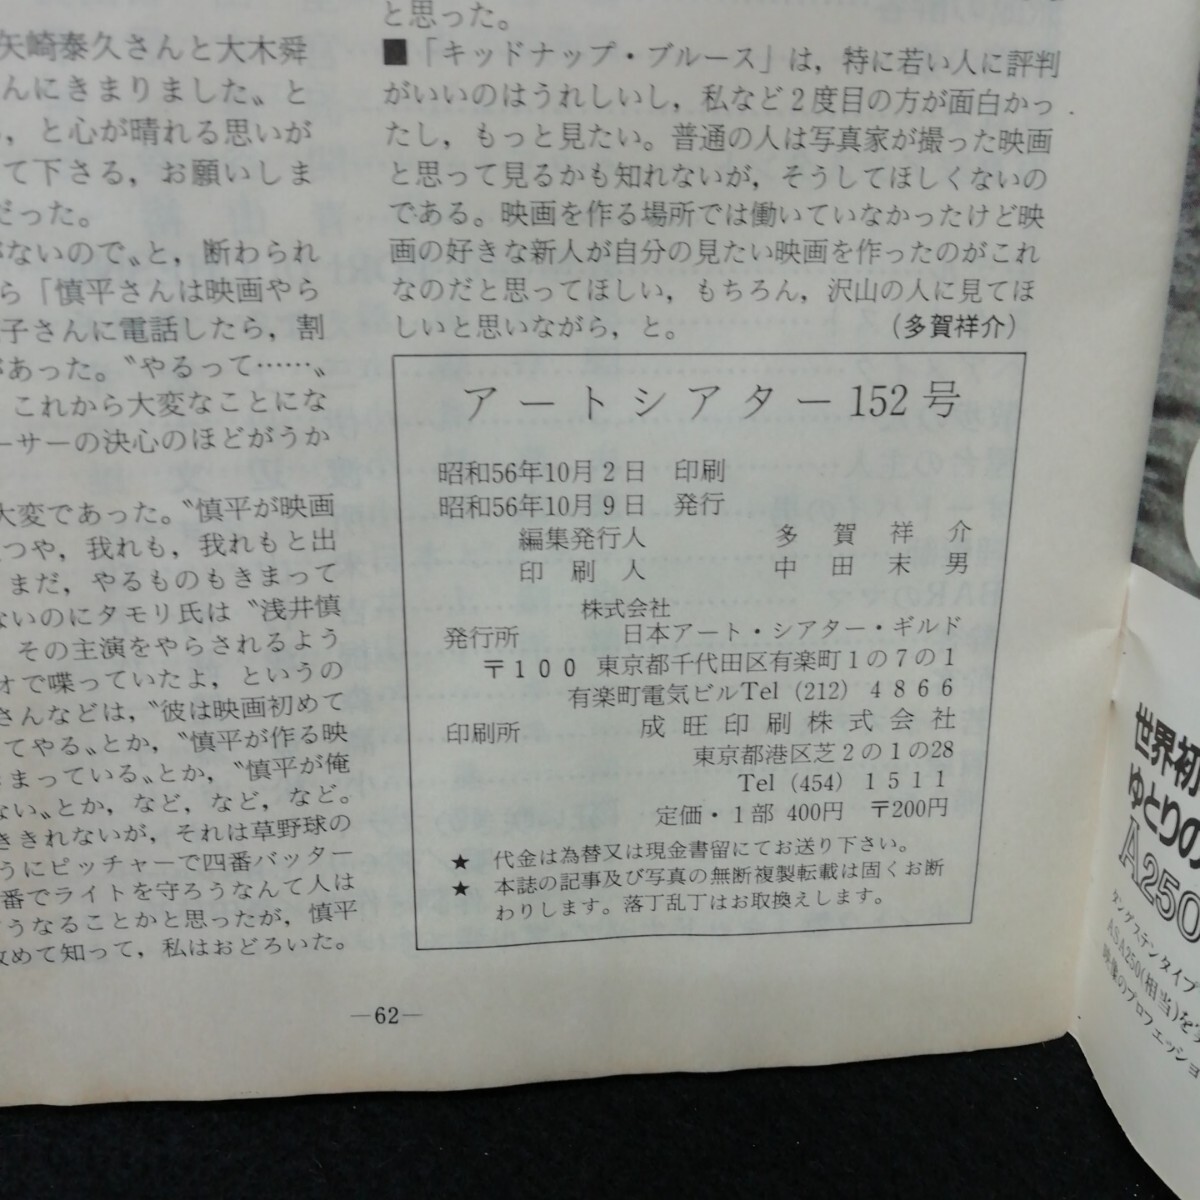 矢崎泰久さんと大木舜
んにきまりました〟と
、と心が晴れる思いが
て下さる，お願いしま
だった。
がないので〟と，断わられ
ら「慎平さんは映画やら
子さんに電話したら，割
があった。〝やるって……〟
，これから大変なことにな
ーサーの決心のほどがうか
大変であった。〝慎平が映画
つや，我れも，我れもと出
まだ，やるものもきまって
ないのにタモリ氏は〝浅井慎
，その主演をやらされるよう
オで喋っていたよ，というの
さんなどは，〝彼は映画初めて
ってやる〟とか，〝慎平が作る映
きまっている〟とか，〝慎平が俺
ない〟とか，など，など，など。
ききれないが，それは草野球の
うにピッチャーで四番バッター
番でライトを守ろうなんて人は
うなることかと思ったが，慎平
改めて知って，私はおどろいた。
と思った。
■「キッドナップ・ブルース」は，特に若い人に評判
がいいのはうれしいし，私など２度目の方が面白かっ
たし，もっと見たい。普通の人は写真家が撮った映画
と思って見るかも知れないが，そうしてほしくないの
である。映画を作る場所では働いていなかったけど映
画の好きな新人が自分の見たい映画を作ったのがこれ
なのだと思ってほしい，もちろん，沢山の人に見てほ
しいと思いながら，と。 （多賀祥介）
アートシアター152号
昭和56年10月２日 印刷
昭和56年10月９日 発行
編集発行人 多賀祥介
印刷人 中田末男
株式会社
発行所 日本アート・シアター・ギルド
〒１００ 東京都千代田区有楽町１の７の１
有楽町電気ビルTel (212) ４８６６
印刷所 成旺印刷株式会社
東京都港区芝２の１の28
Tel (454) １５１１
定価・１部 400円 〒200円
★ 代金は為替又は現金書留にてお送り下さい。
★ 本誌の記事及び写真の無断複製転載は固くお断
わりします。落丁乱丁はお取換えします。
—62—
世界初
ゆとりの
A250
タングステンタイプ
ASA250(相当)を
映像のプロフェッショ